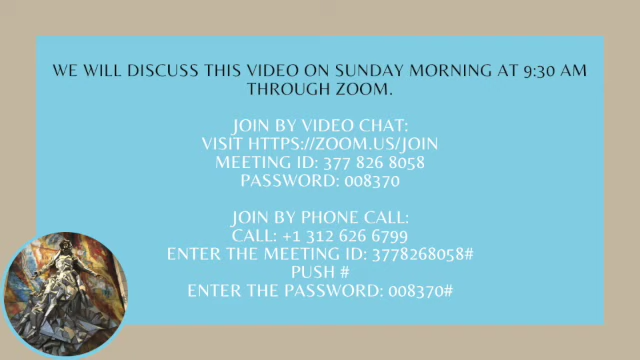 WE WILL DISCUSS THIS VIDEO ON SUNDAY MORNING AT 9:30 AM
THROUGH ZOOM.
JOIN BY VIDEO CHAT:
VISIT HTTPS://ZOOM.US/JOIN
MEETING ID: 377 826 8058
PASSWORD: 008370
JOIN BY PHONE CALL:
CALL: +1 312 626 6799
ENTER THE MEETING ID: 3778268058#
PUSH #
ENTER THE PASSWORD: 008370#